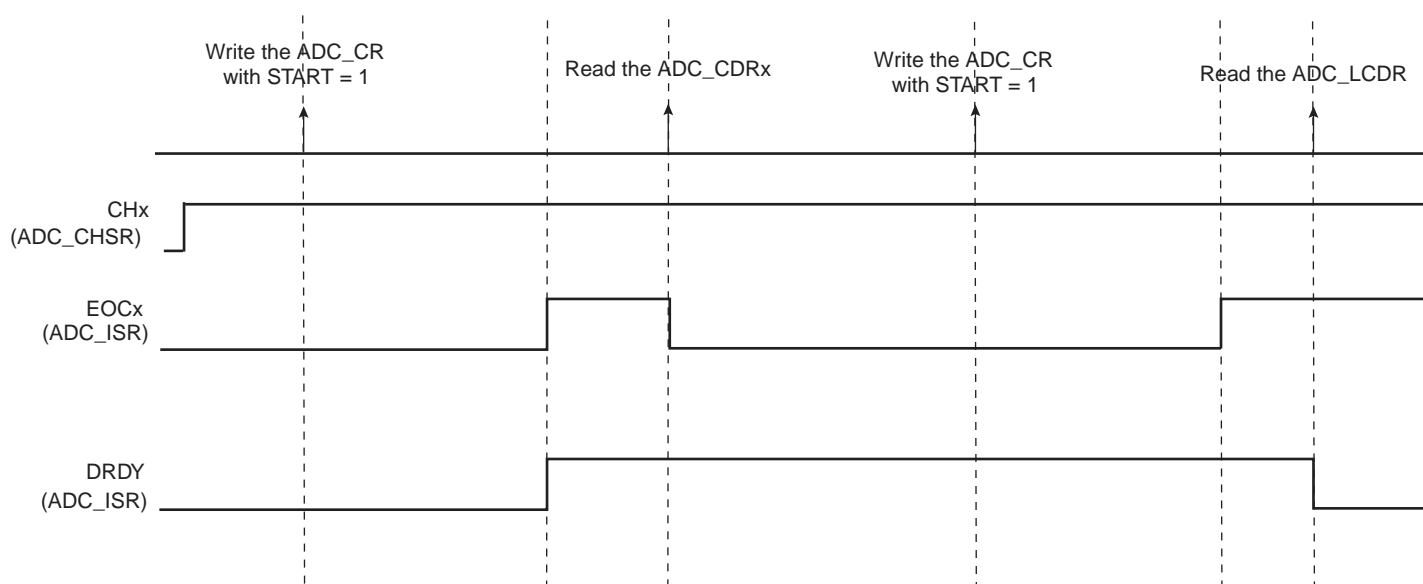 Write the ADC_CR
with START = 1
Read the ADC_CDRx
Write the ADC_CR
with START = 1
Read the ADC_LCDR
CHx
(ADC_CHSR)
EOCx
(ADC_ISR)
DRDY
(ADC_ISR)